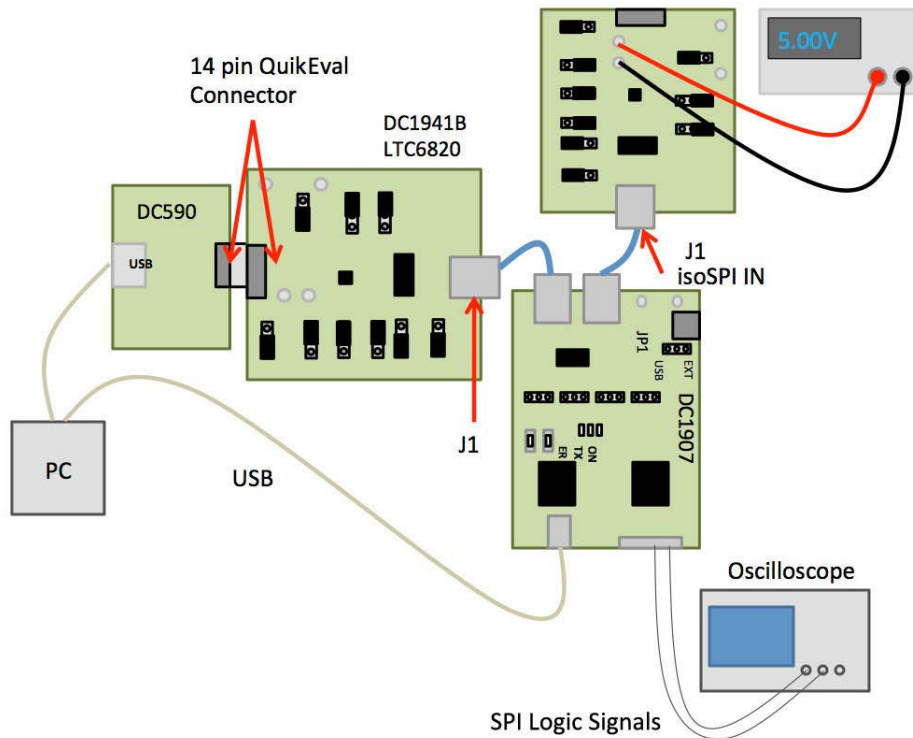 5.00V
14 pin QuikEval
Connector
DC1941B
LTC6820
DC590
USB
J1
isoSPI IN
JP1
USB
EXT
DC1907
J1
ER
TX
ON
PC
USB
Oscilloscope
SPI Logic Signals